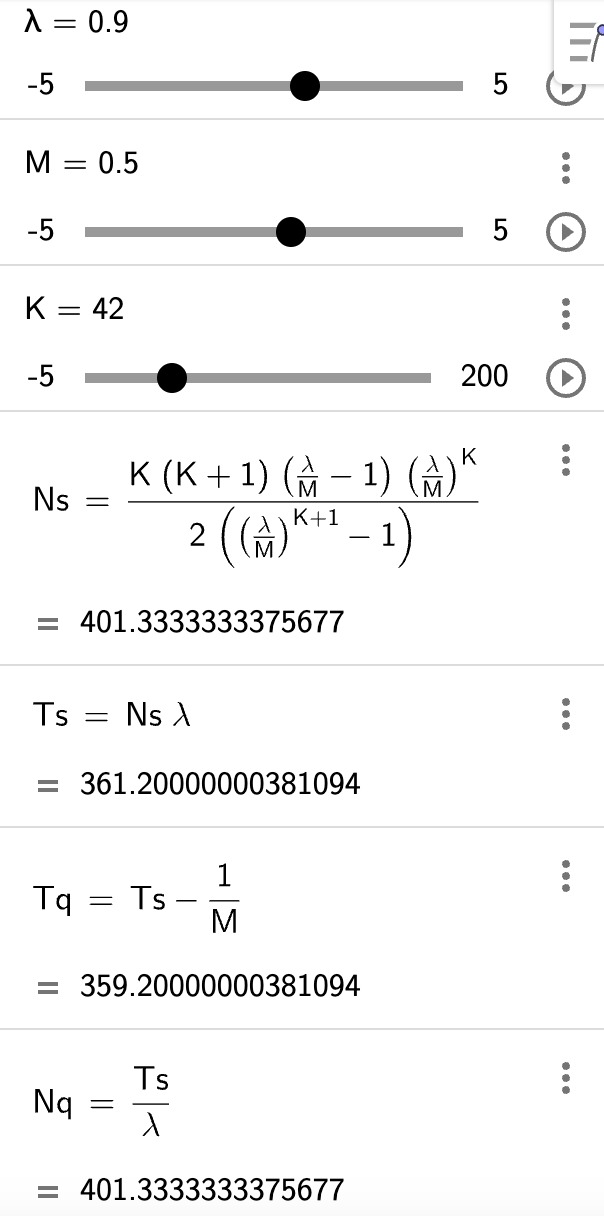 λ = 0.9
-5 5
M = 0.5
-5 5
K = 42
-5 200
Ns = K (K + 1) (λ/M − 1) (λ/M)^K / 2 ((λ/M)^(K+1) − 1)
= 401.3333333375677
Ts = Ns λ
= 361.20000000381094
Tq = Ts − 1/M
= 359.20000000381094
Nq = Ts/λ
= 401.3333333375677